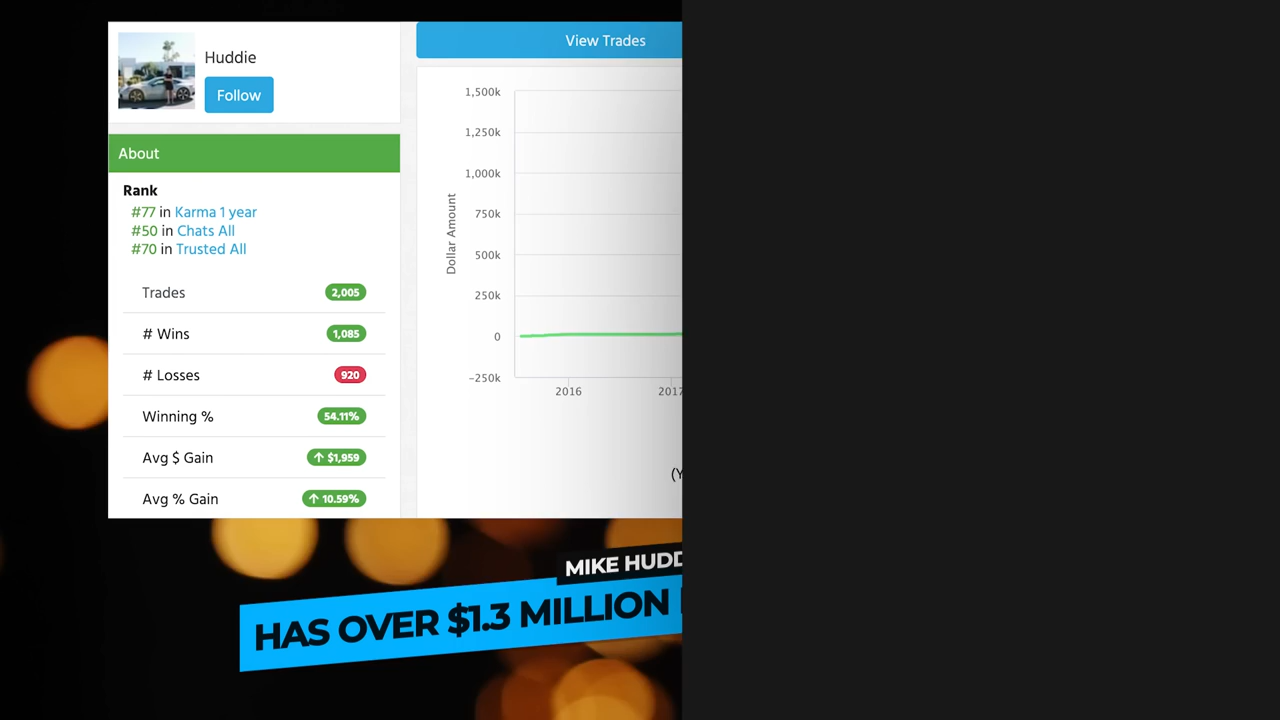 Huddie
Follow
About
Rank
#77 in Karma 1 year
#50 in Chats All
#70 in Trusted All
Trades 2,005
# Wins 1,085
# Losses 920
Winning % 54.11%
Avg $ Gain ↑ $1,959
Avg % Gain ↑ 10.59%
View Trades
Dollar Amount
1,500k
1,250k
1,000k
750k
500k
250k
0
-250k
2016 2017
(Y
MIKE HUDD
HAS OVER $1.3 MILLION